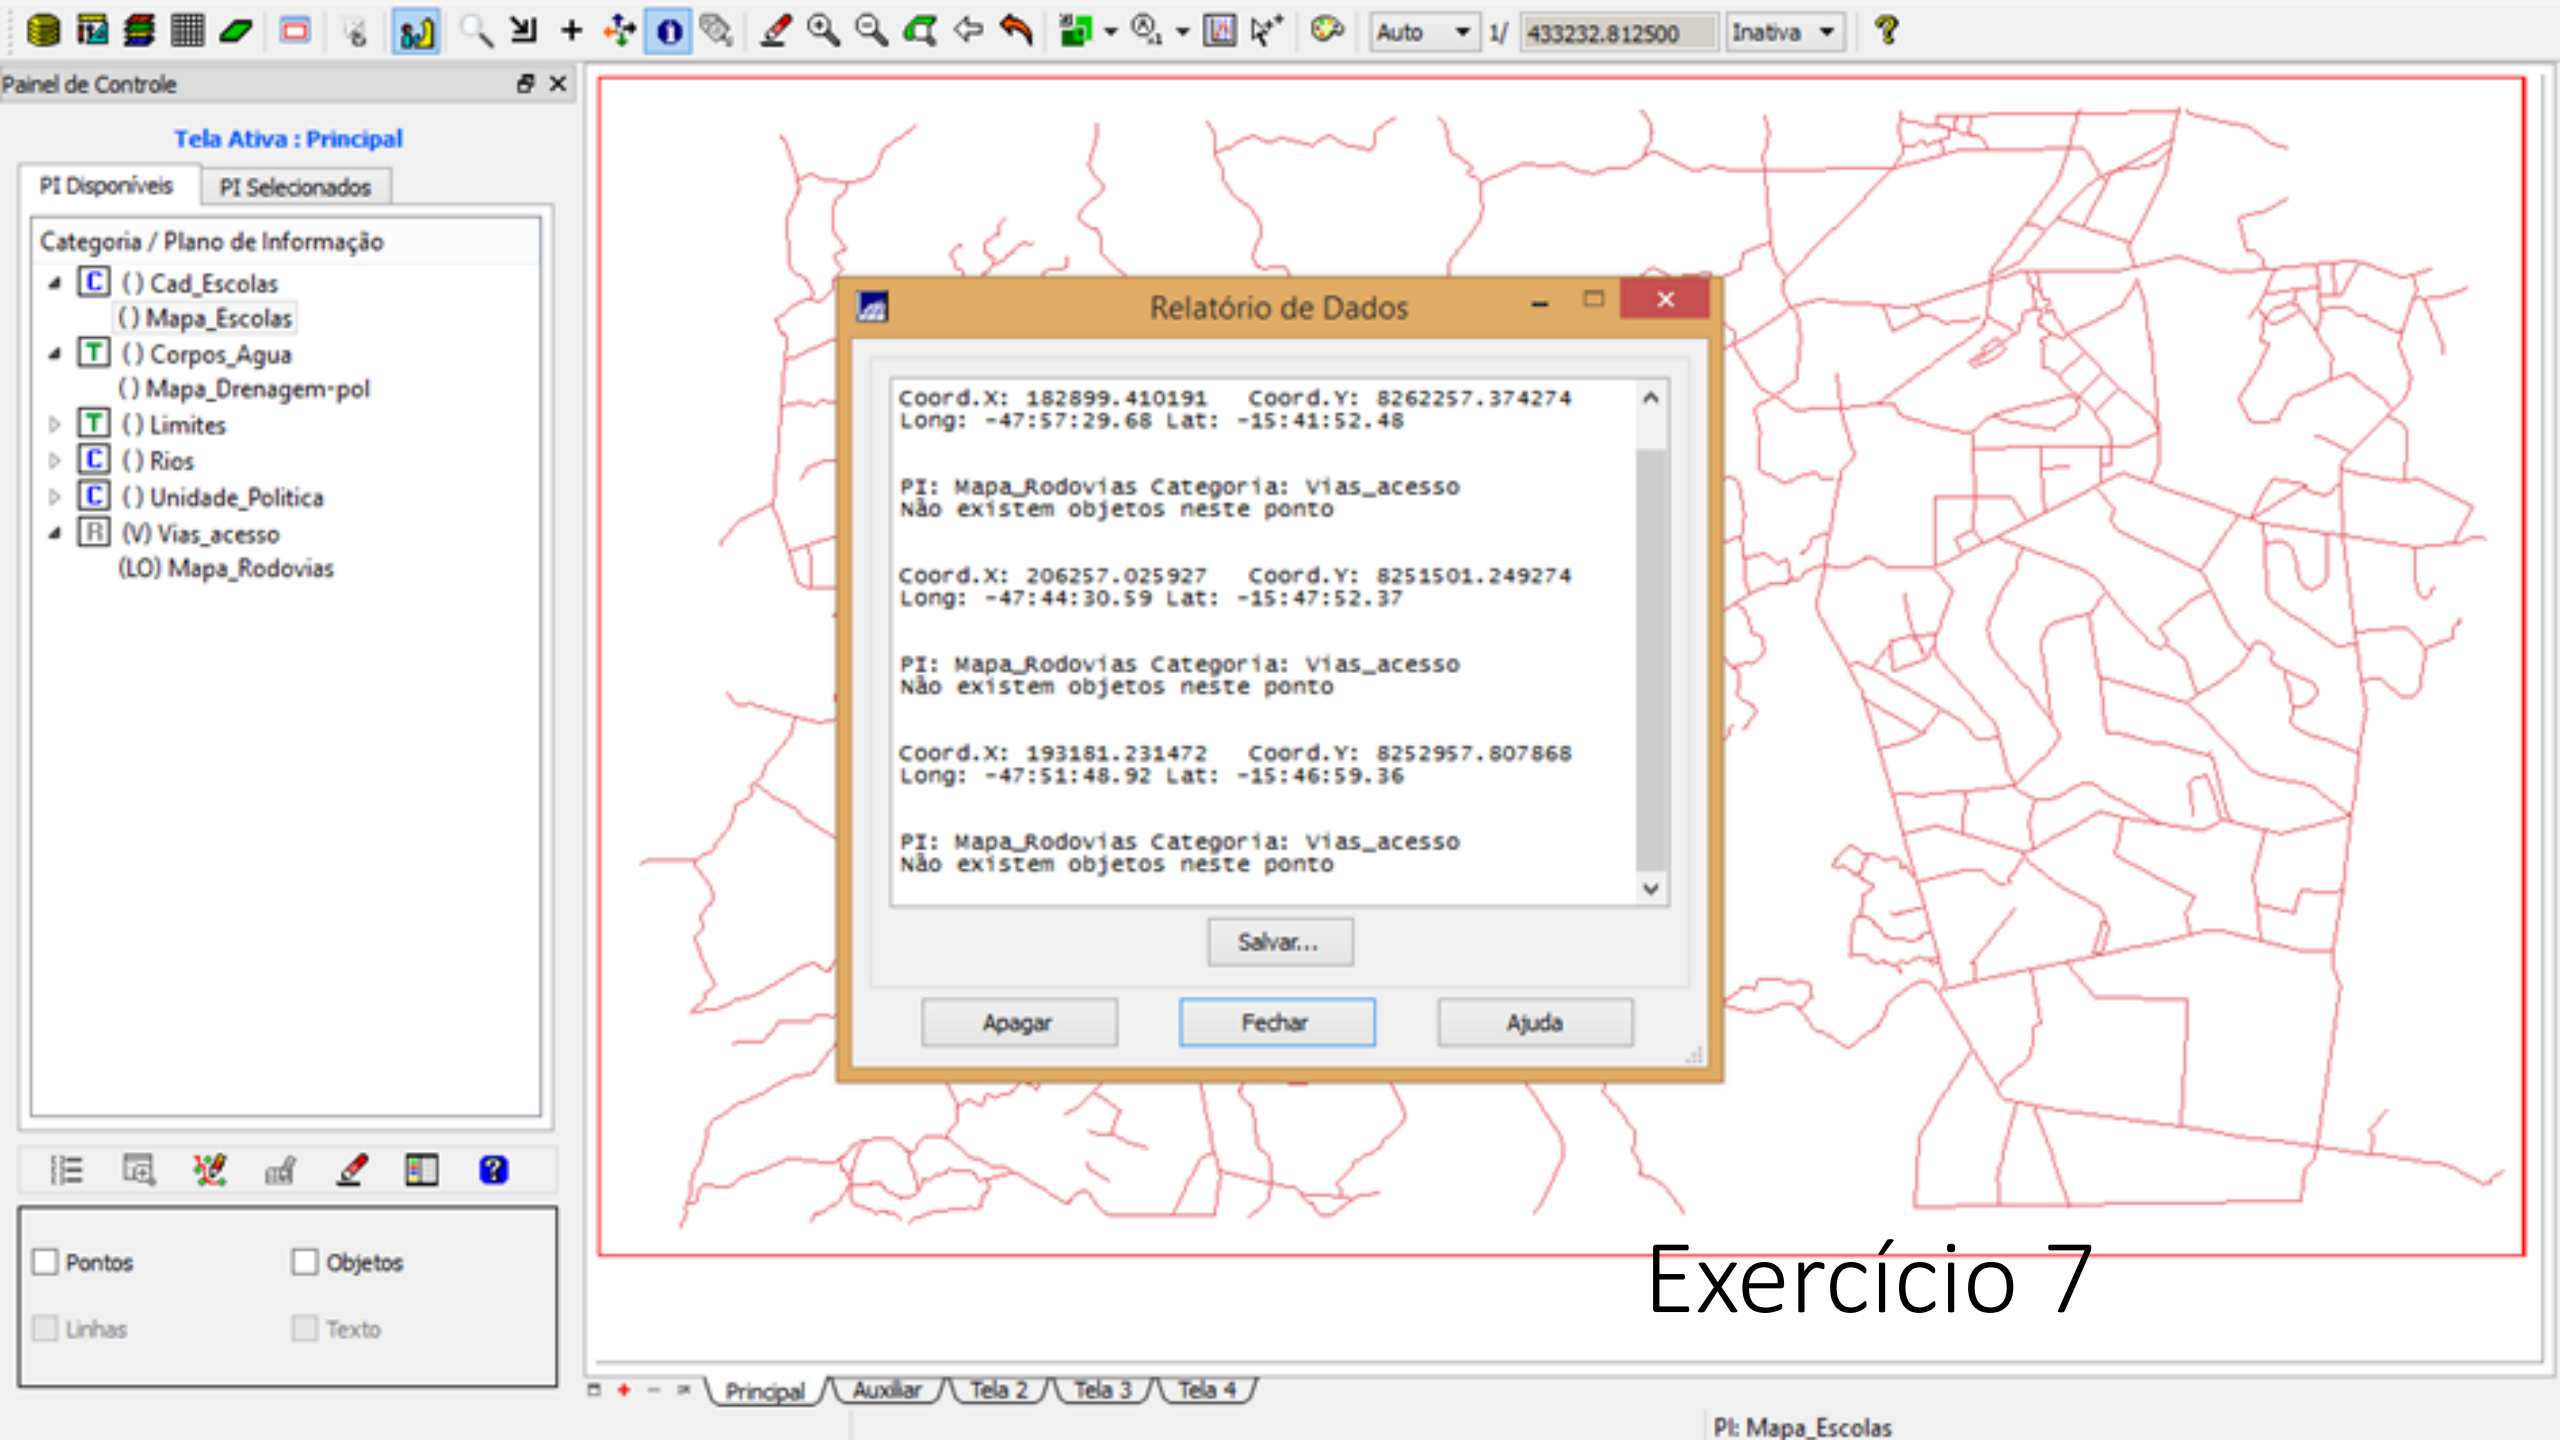 Auto 1/ 433232.812500 Inativa
Painel de Controle
Tela Ativa : Principal
PI Disponíveis PI Selecionados
Categoria / Plano de Informação
C () Cad_Escolas
() Mapa_Escolas
T () Corpos_Agua
() Mapa_Drenagem-pol
T () Limites
C () Rios
C () Unidade_Politica
R (V) Vias_acesso
(LO) Mapa_Rodovias
Pontos Objetos
Linhas Texto
Relatório de Dados
Coord.X: 182899.410191 Coord.Y: 8262257.374274
Long: -47:57:29.68 Lat: -15:41:52.48
PI: Mapa_Rodovias Categoria: Vias_acesso
Não existem objetos neste ponto
Coord.X: 206257.025927 Coord.Y: 8251501.249274
Long: -47:44:30.59 Lat: -15:47:52.37
PI: Mapa_Rodovias Categoria: Vias_acesso
Não existem objetos neste ponto
Coord.X: 193181.231472 Coord.Y: 8252957.807868
Long: -47:51:48.92 Lat: -15:46:59.36
PI: Mapa_Rodovias Categoria: Vias_acesso
Não existem objetos neste ponto
Salvar...
Apagar Fechar Ajuda
Exercício 7
Principal Auxiliar Tela 2 Tela 3 Tela 4
PI: Mapa_Escolas